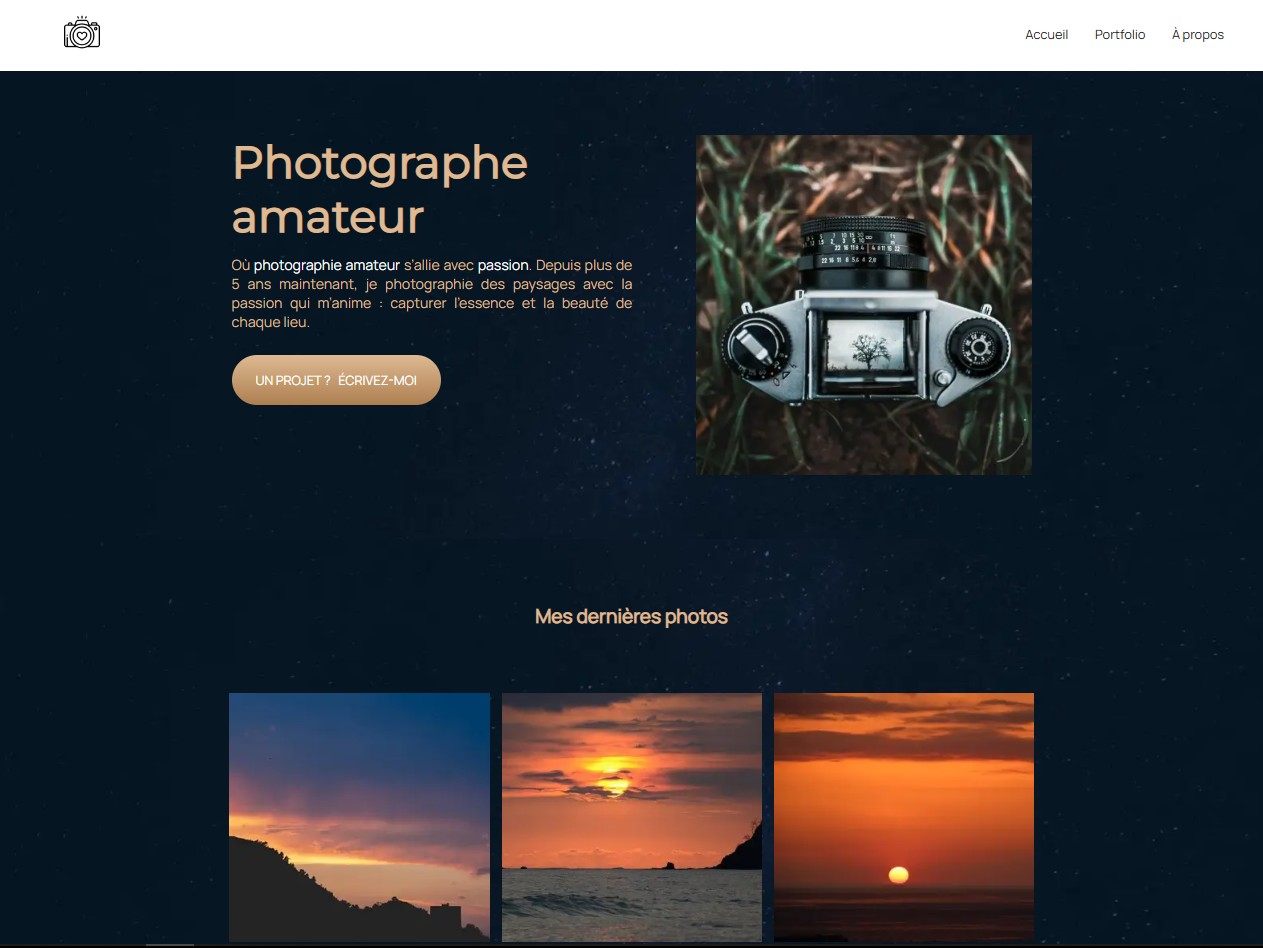 Accueil Portfolio À propos
Photographe
amateur
Où photographie amateur s'allie avec passion. Depuis plus de
5 ans maintenant, je photographie des paysages avec la
passion qui m'anime : capturer l'essence et la beauté de
chaque lieu.
UN PROJET ? ÉCRIVEZ-MOI
Mes dernières photos